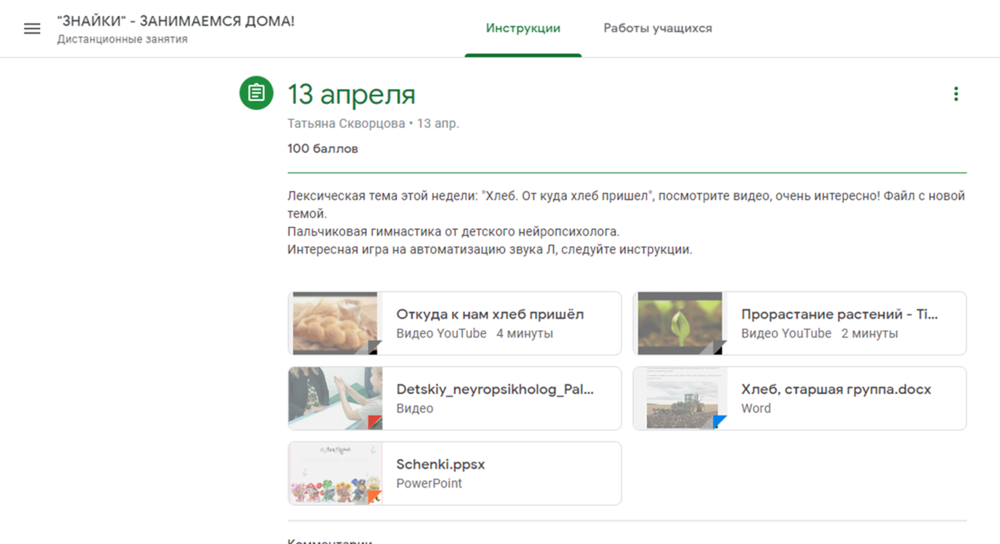 "ЗНАЙКИ" - ЗАНИМАЕМСЯ ДОМА!
Дистанционные занятия
Инструкции
Работы учащихся
13 апреля
Татьяна Скворцова • 13 апр.
100 баллов
Лексическая тема этой недели: "Хлеб. От куда хлеб пришел", посмотрите видео, очень интересно! Файл с новой
темой.
Пальчиковая гимнастика от детского нейропсихолога.
Интересная игра на автоматизацию звука Л, следуйте инструкции.
Откуда к нам хлеб пришёл
Видео YouTube 4 минуты
Прорастание растений - Ti...
Видео YouTube 2 минуты
Detskiy_neyropsikholog_Pal...
Видео
Хлеб, старшая группа.docx
Word
Schenki.ppsx
PowerPoint
Комментарии